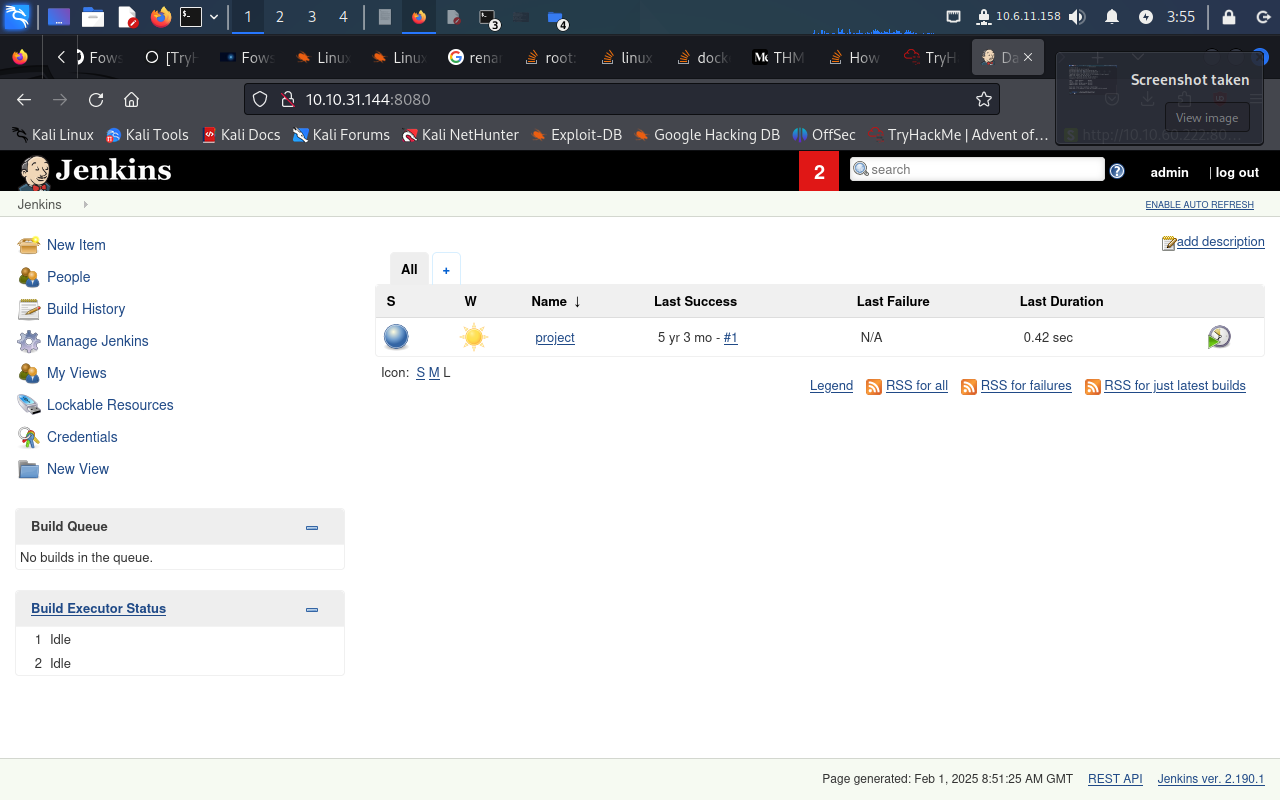 1 2 3 4 3 4 10.6.11.158 3:55
Fows [TryH Fows Linux Linux renar root: linux dock M THM How TryH Da
Screenshot taken
10.10.31.144:8080
View image
Kali Linux Kali Tools Kali Docs Kali Forums Kali NetHunter Exploit-DB Google Hacking DB OffSec TryHackMe | Advent of… http://10.10.60.222:80…
Jenkins 2 search admin | log out
Jenkins ENABLE AUTO REFRESH
add description
New Item
People
Build History
Manage Jenkins
My Views
Lockable Resources
Credentials
New View
All +
S W Name ↓ Last Success Last Failure Last Duration
project 5 yr 3 mo - #1 N/A 0.42 sec
Icon: S M L
Legend RSS for all RSS for failures RSS for just latest builds
Build Queue
No builds in the queue.
Build Executor Status
1 Idle
2 Idle
Page generated: Feb 1, 2025 8:51:25 AM GMT REST API Jenkins ver. 2.190.1